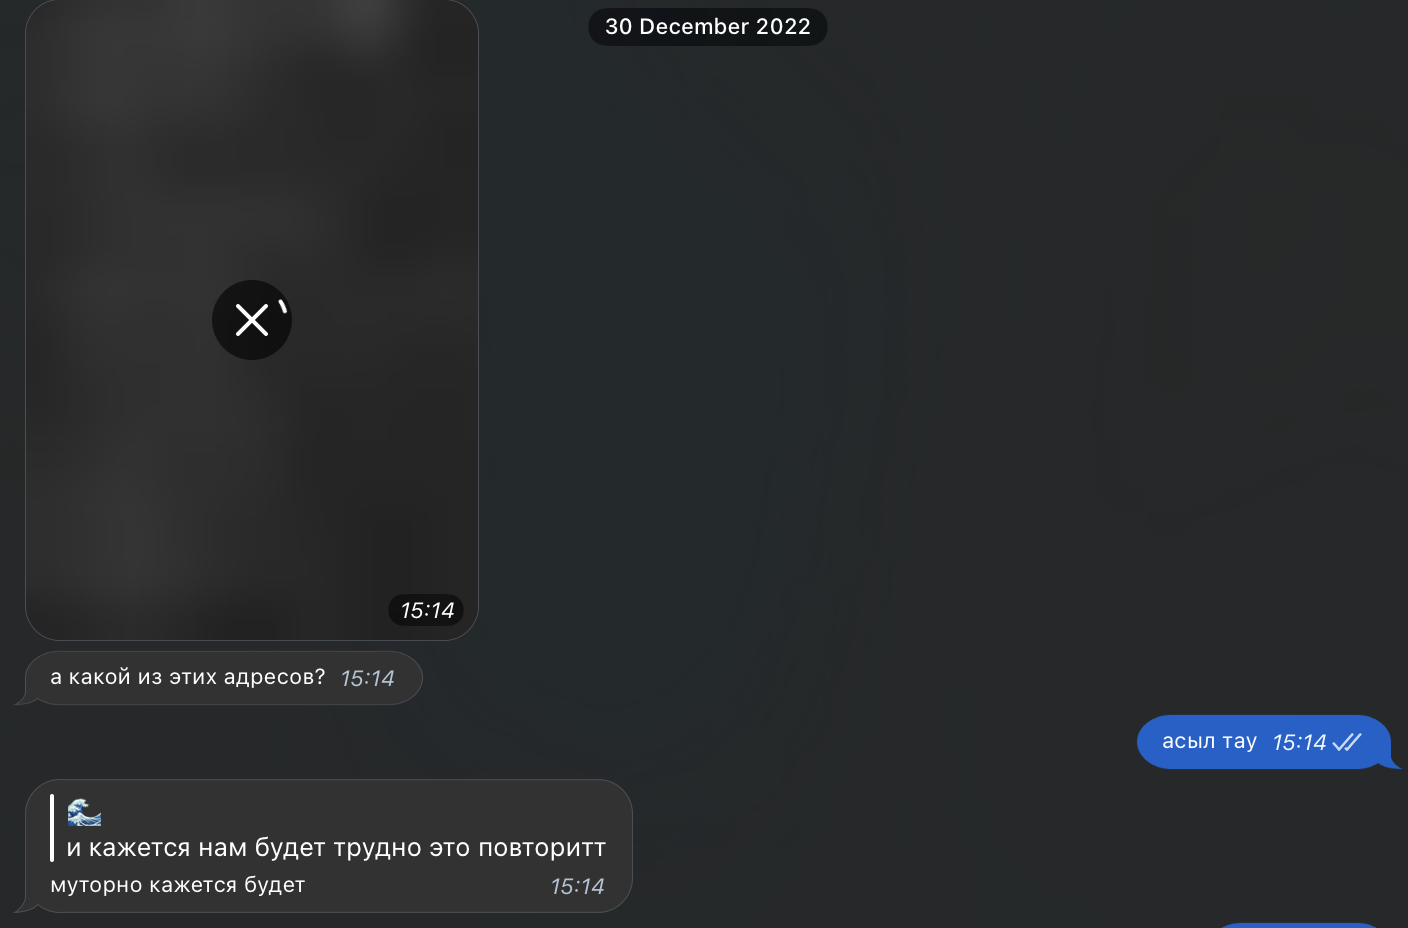 30 December 2022
15:14
а какой из этих адресов? 15:14
асыл тау 15:14
и кажется нам будет трудно это повторитт
муторно кажется будет 15:14